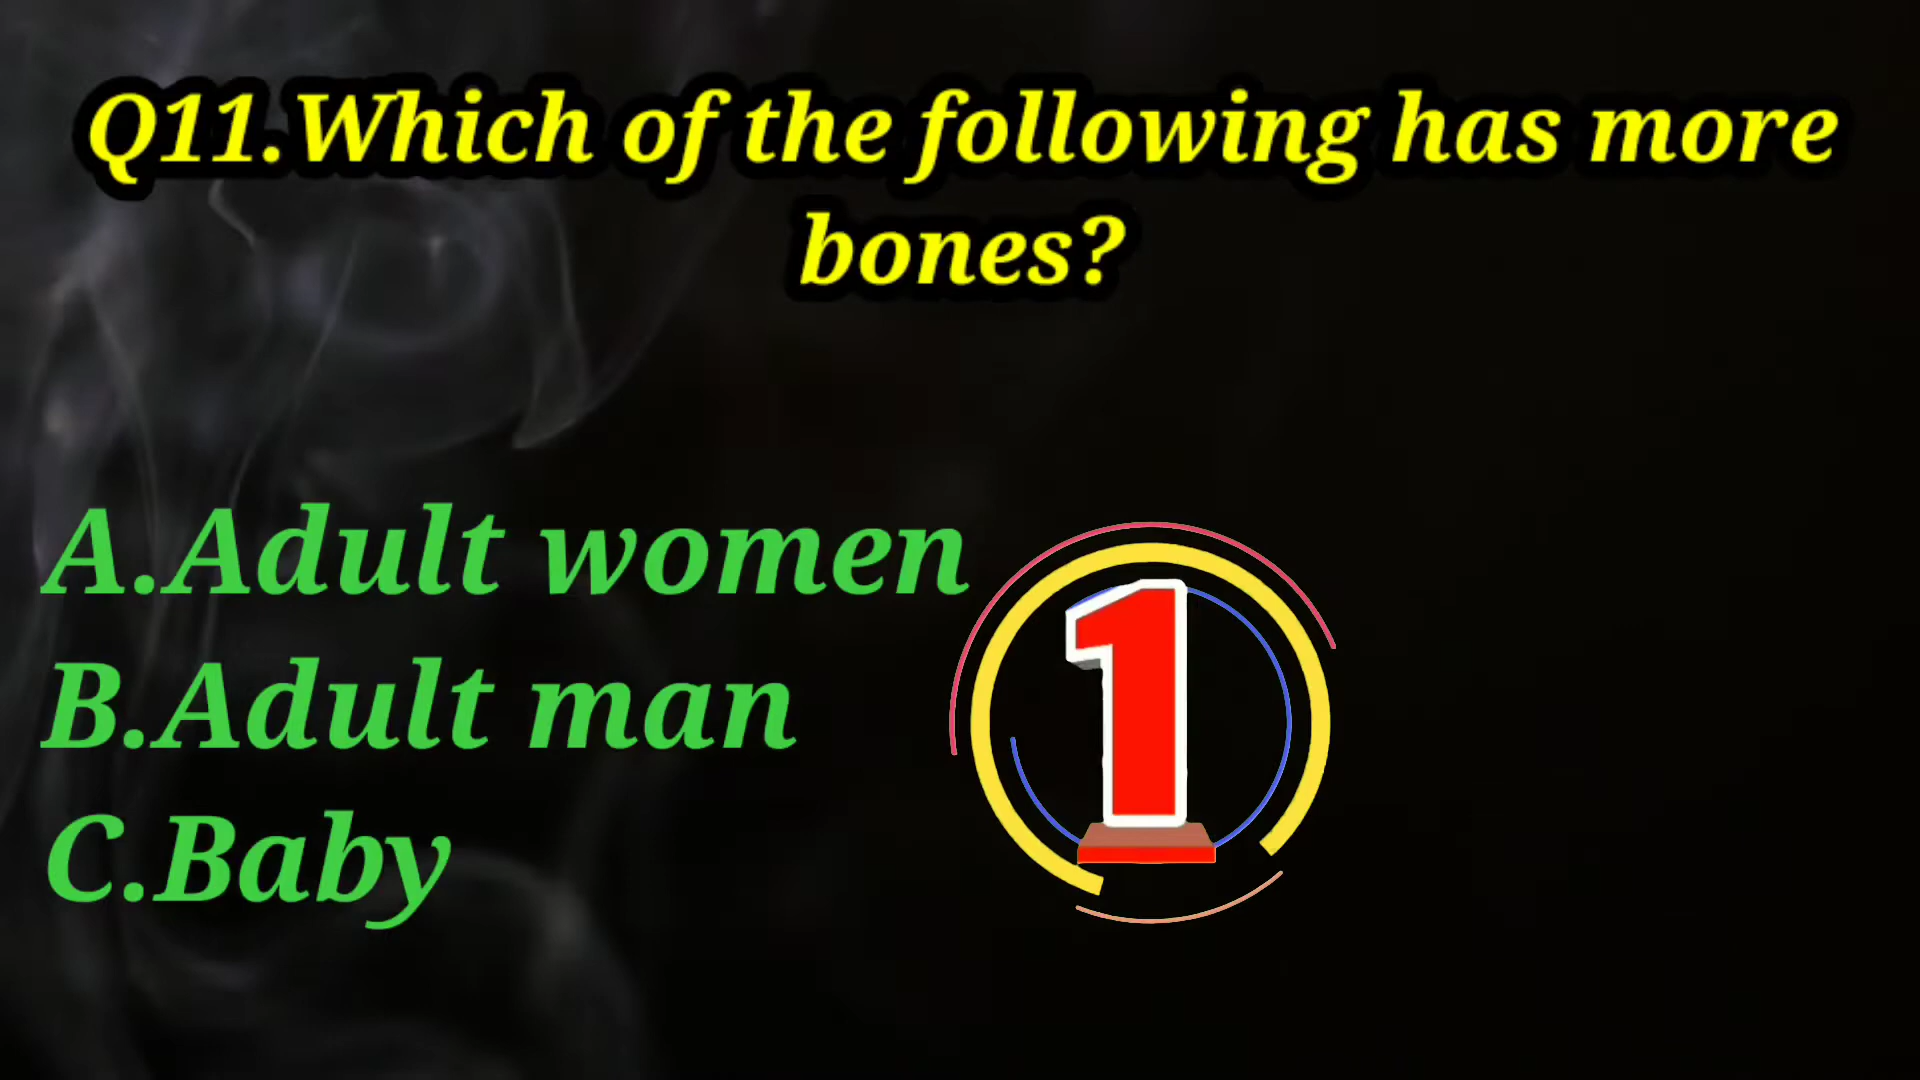 Q11.Which of the following has more
bones?
A.Adult women
1
B.Adult man
C.Baby